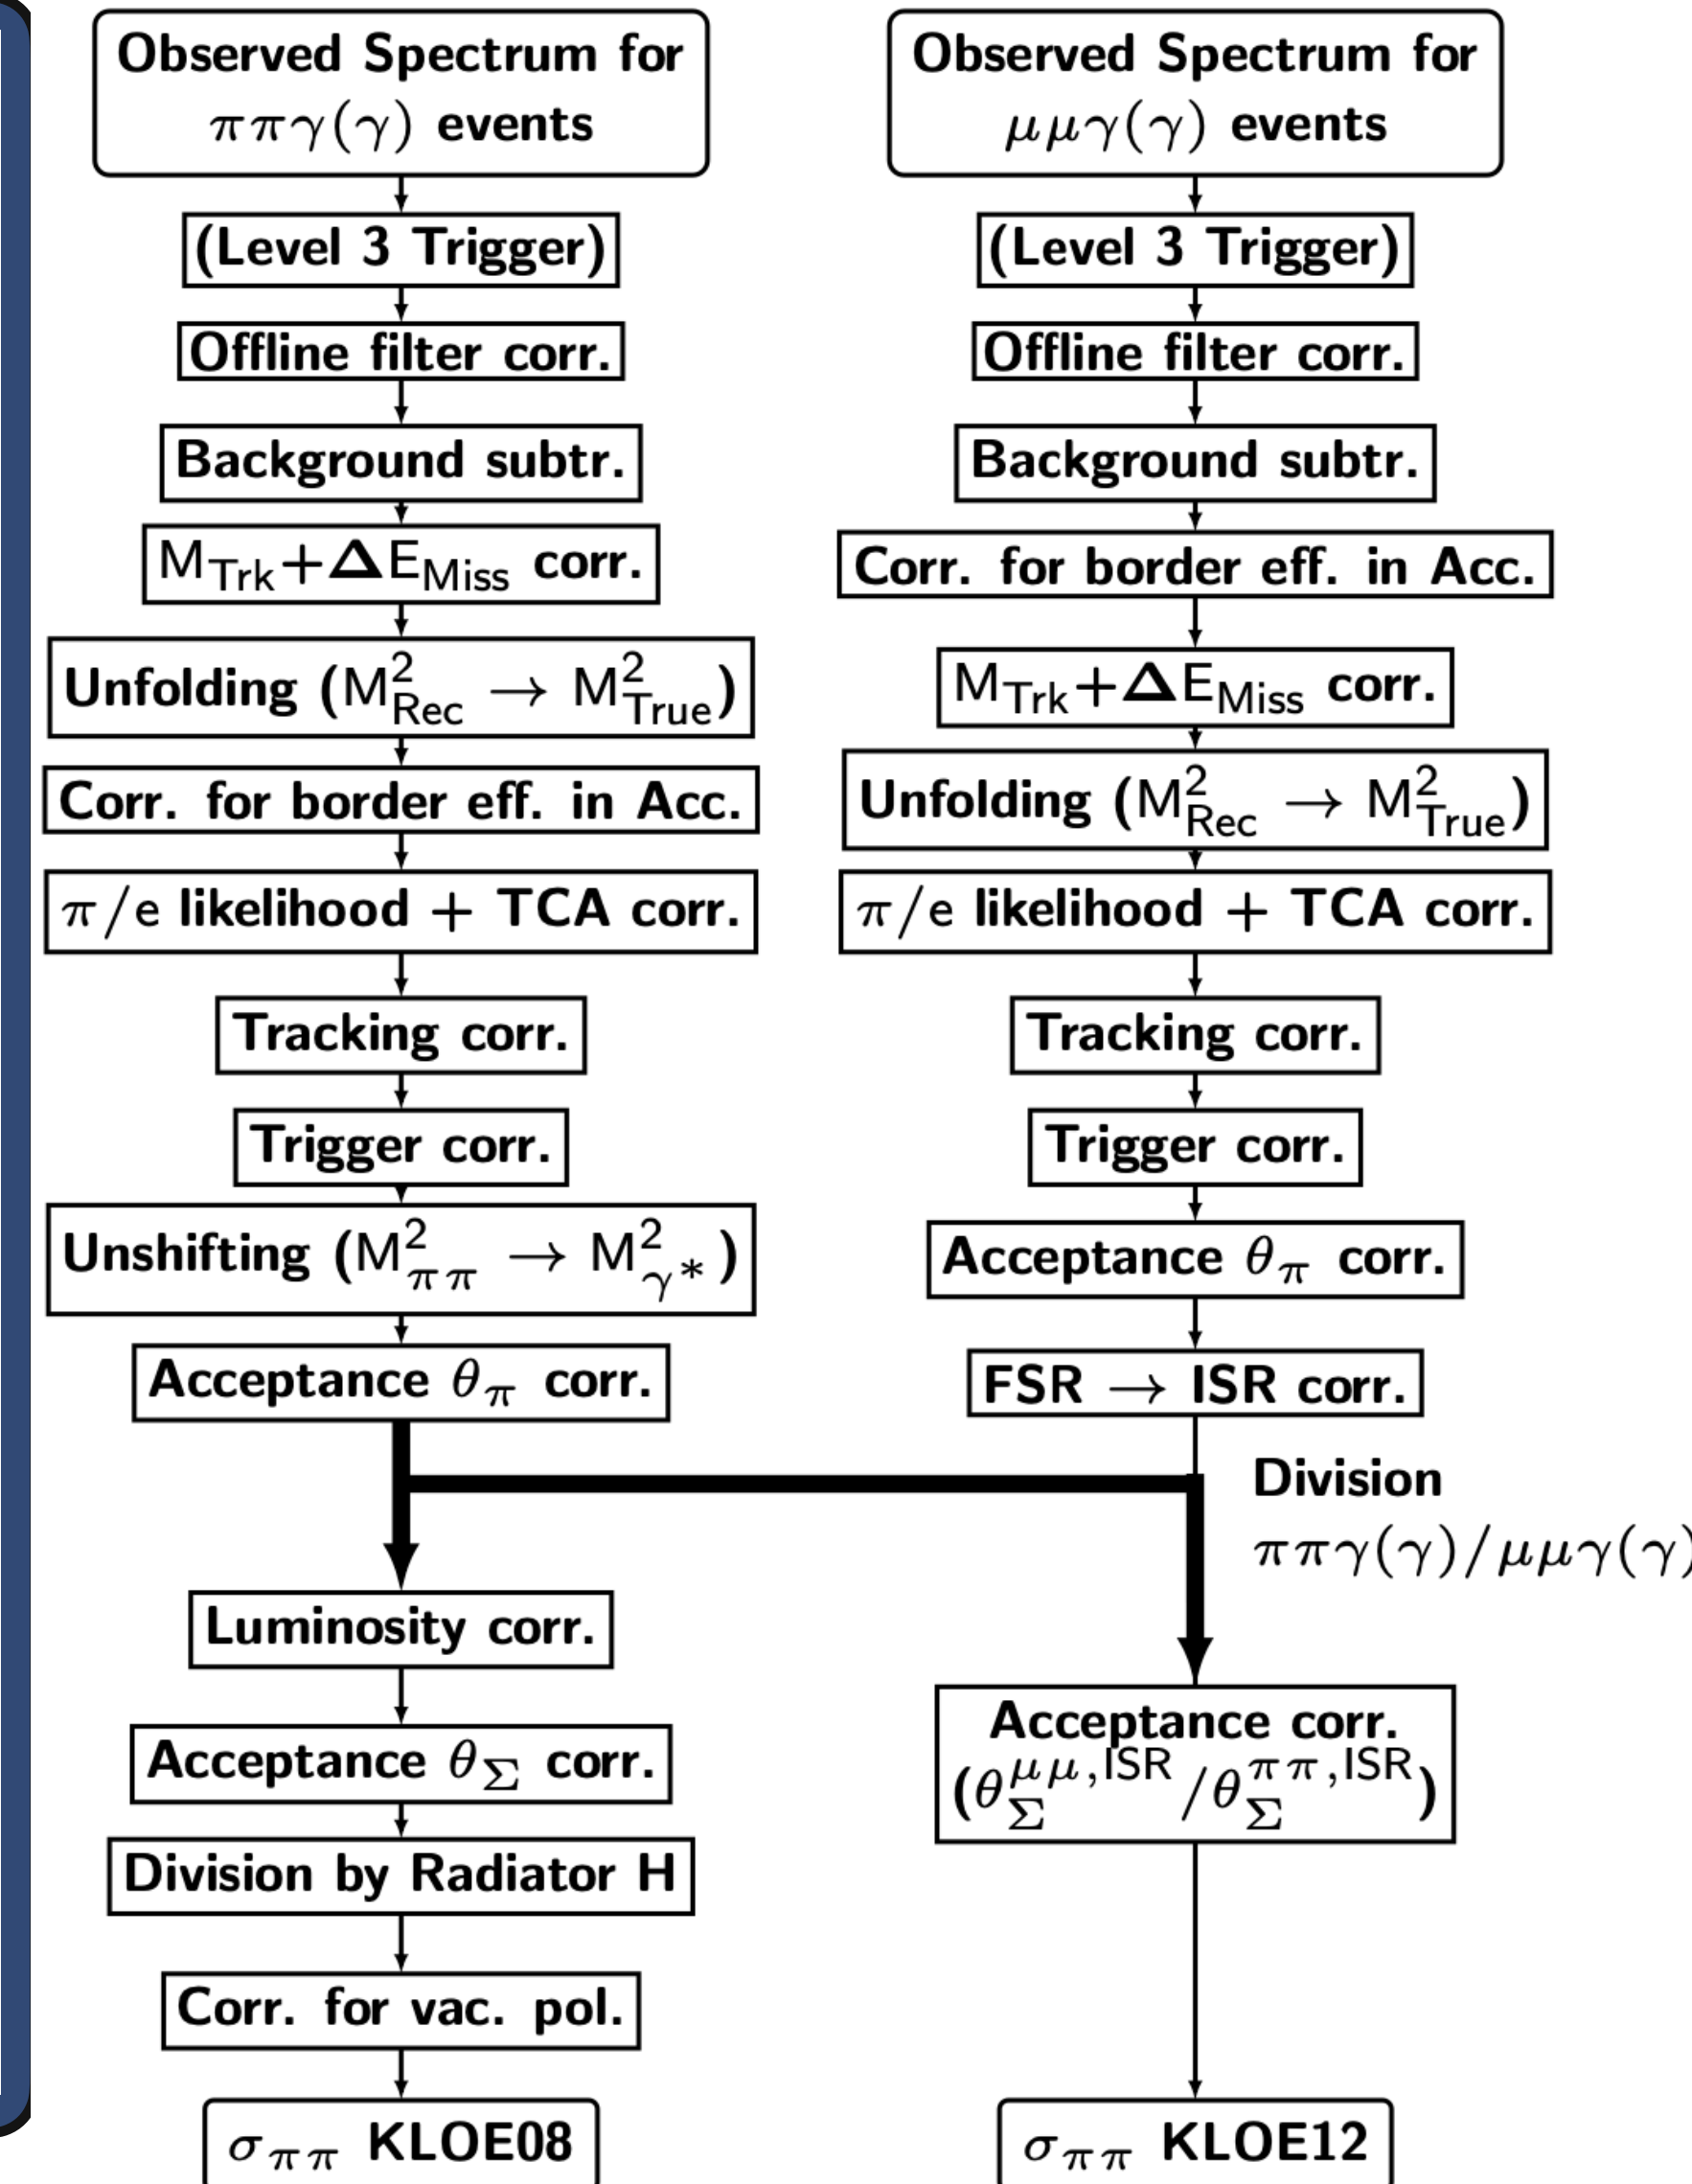 Observed Spectrum for
ππγ(γ) events
(Level 3 Trigger)
Offline filter corr.
Background subtr.
M_Trk+ΔE_Miss corr.
Unfolding (M²_Rec → M²_True)
Corr. for border eff. in Acc.
π/e likelihood + TCA corr.
Tracking corr.
Trigger corr.
Unshifting (M²_ππ → M²_γ*)
Acceptance θ_π corr.
Luminosity corr.
Acceptance θ_Σ corr.
Division by Radiator H
Corr. for vac. pol.
σ_ππ KLOE08
Observed Spectrum for
μμγ(γ) events
(Level 3 Trigger)
Offline filter corr.
Background subtr.
Corr. for border eff. in Acc.
M_Trk+ΔE_Miss corr.
Unfolding (M²_Rec → M²_True)
π/e likelihood + TCA corr.
Tracking corr.
Trigger corr.
Acceptance θ_π corr.
FSR → ISR corr.
Division
ππγ(γ)/μμγ(γ)
Acceptance corr.
(θ_Σ^μμ,ISR/θ_Σ^ππ,ISR)
σ_ππ KLOE12